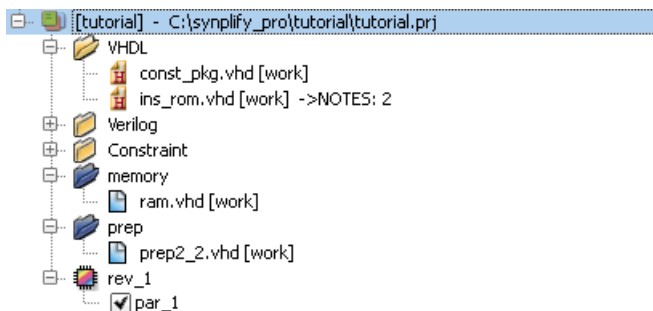 [tutorial] - C:\synplify_pro\tutorial\tutorial.prj
VHDL
const_pkg.vhd [work]
ins_rom.vhd [work] ->NOTES: 2
Verilog
Constraint
memory
ram.vhd [work]
prep
prep2_2.vhd [work]
rev_1
par_1